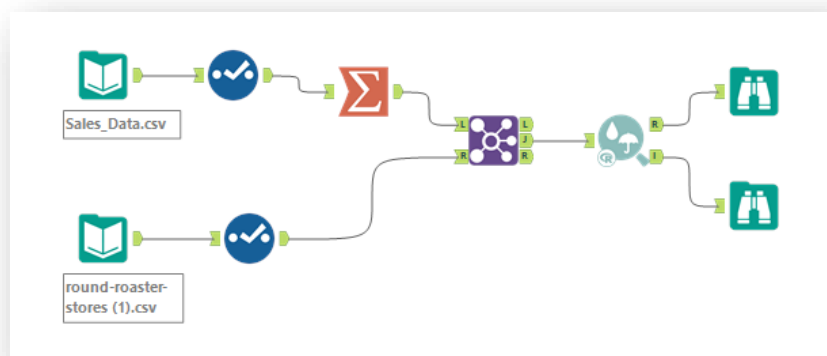 Sales_Data.csv
L
L
J
R
R
R
R
I
round-roaster-
stores (1).csv